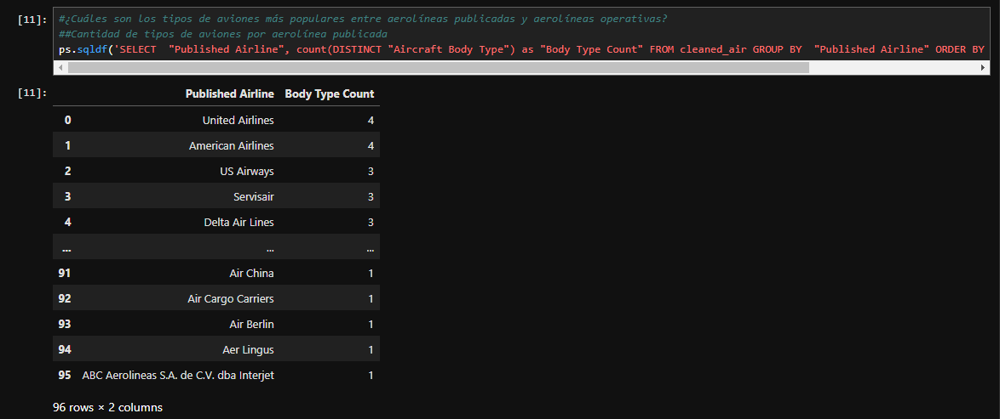 [11]:
#¿Cuáles son los tipos de aviones más populares entre aerolíneas publicadas y aerolíneas operativas?
##Cantidad de tipos de aviones por aerolínea publicada
ps.sqldf('SELECT  "Published Airline", count(DISTINCT "Aircraft Body Type") as "Body Type Count" FROM cleaned_air GROUP BY  "Published Airline" ORDER BY
[11]:
Published Airline Body Type Count
0 United Airlines 4
1 American Airlines 4
2 US Airways 3
3 Servisair 3
4 Delta Air Lines 3
... ... ...
91 Air China 1
92 Air Cargo Carriers 1
93 Air Berlin 1
94 Aer Lingus 1
95 ABC Aerolineas S.A. de C.V. dba Interjet 1
96 rows × 2 columns